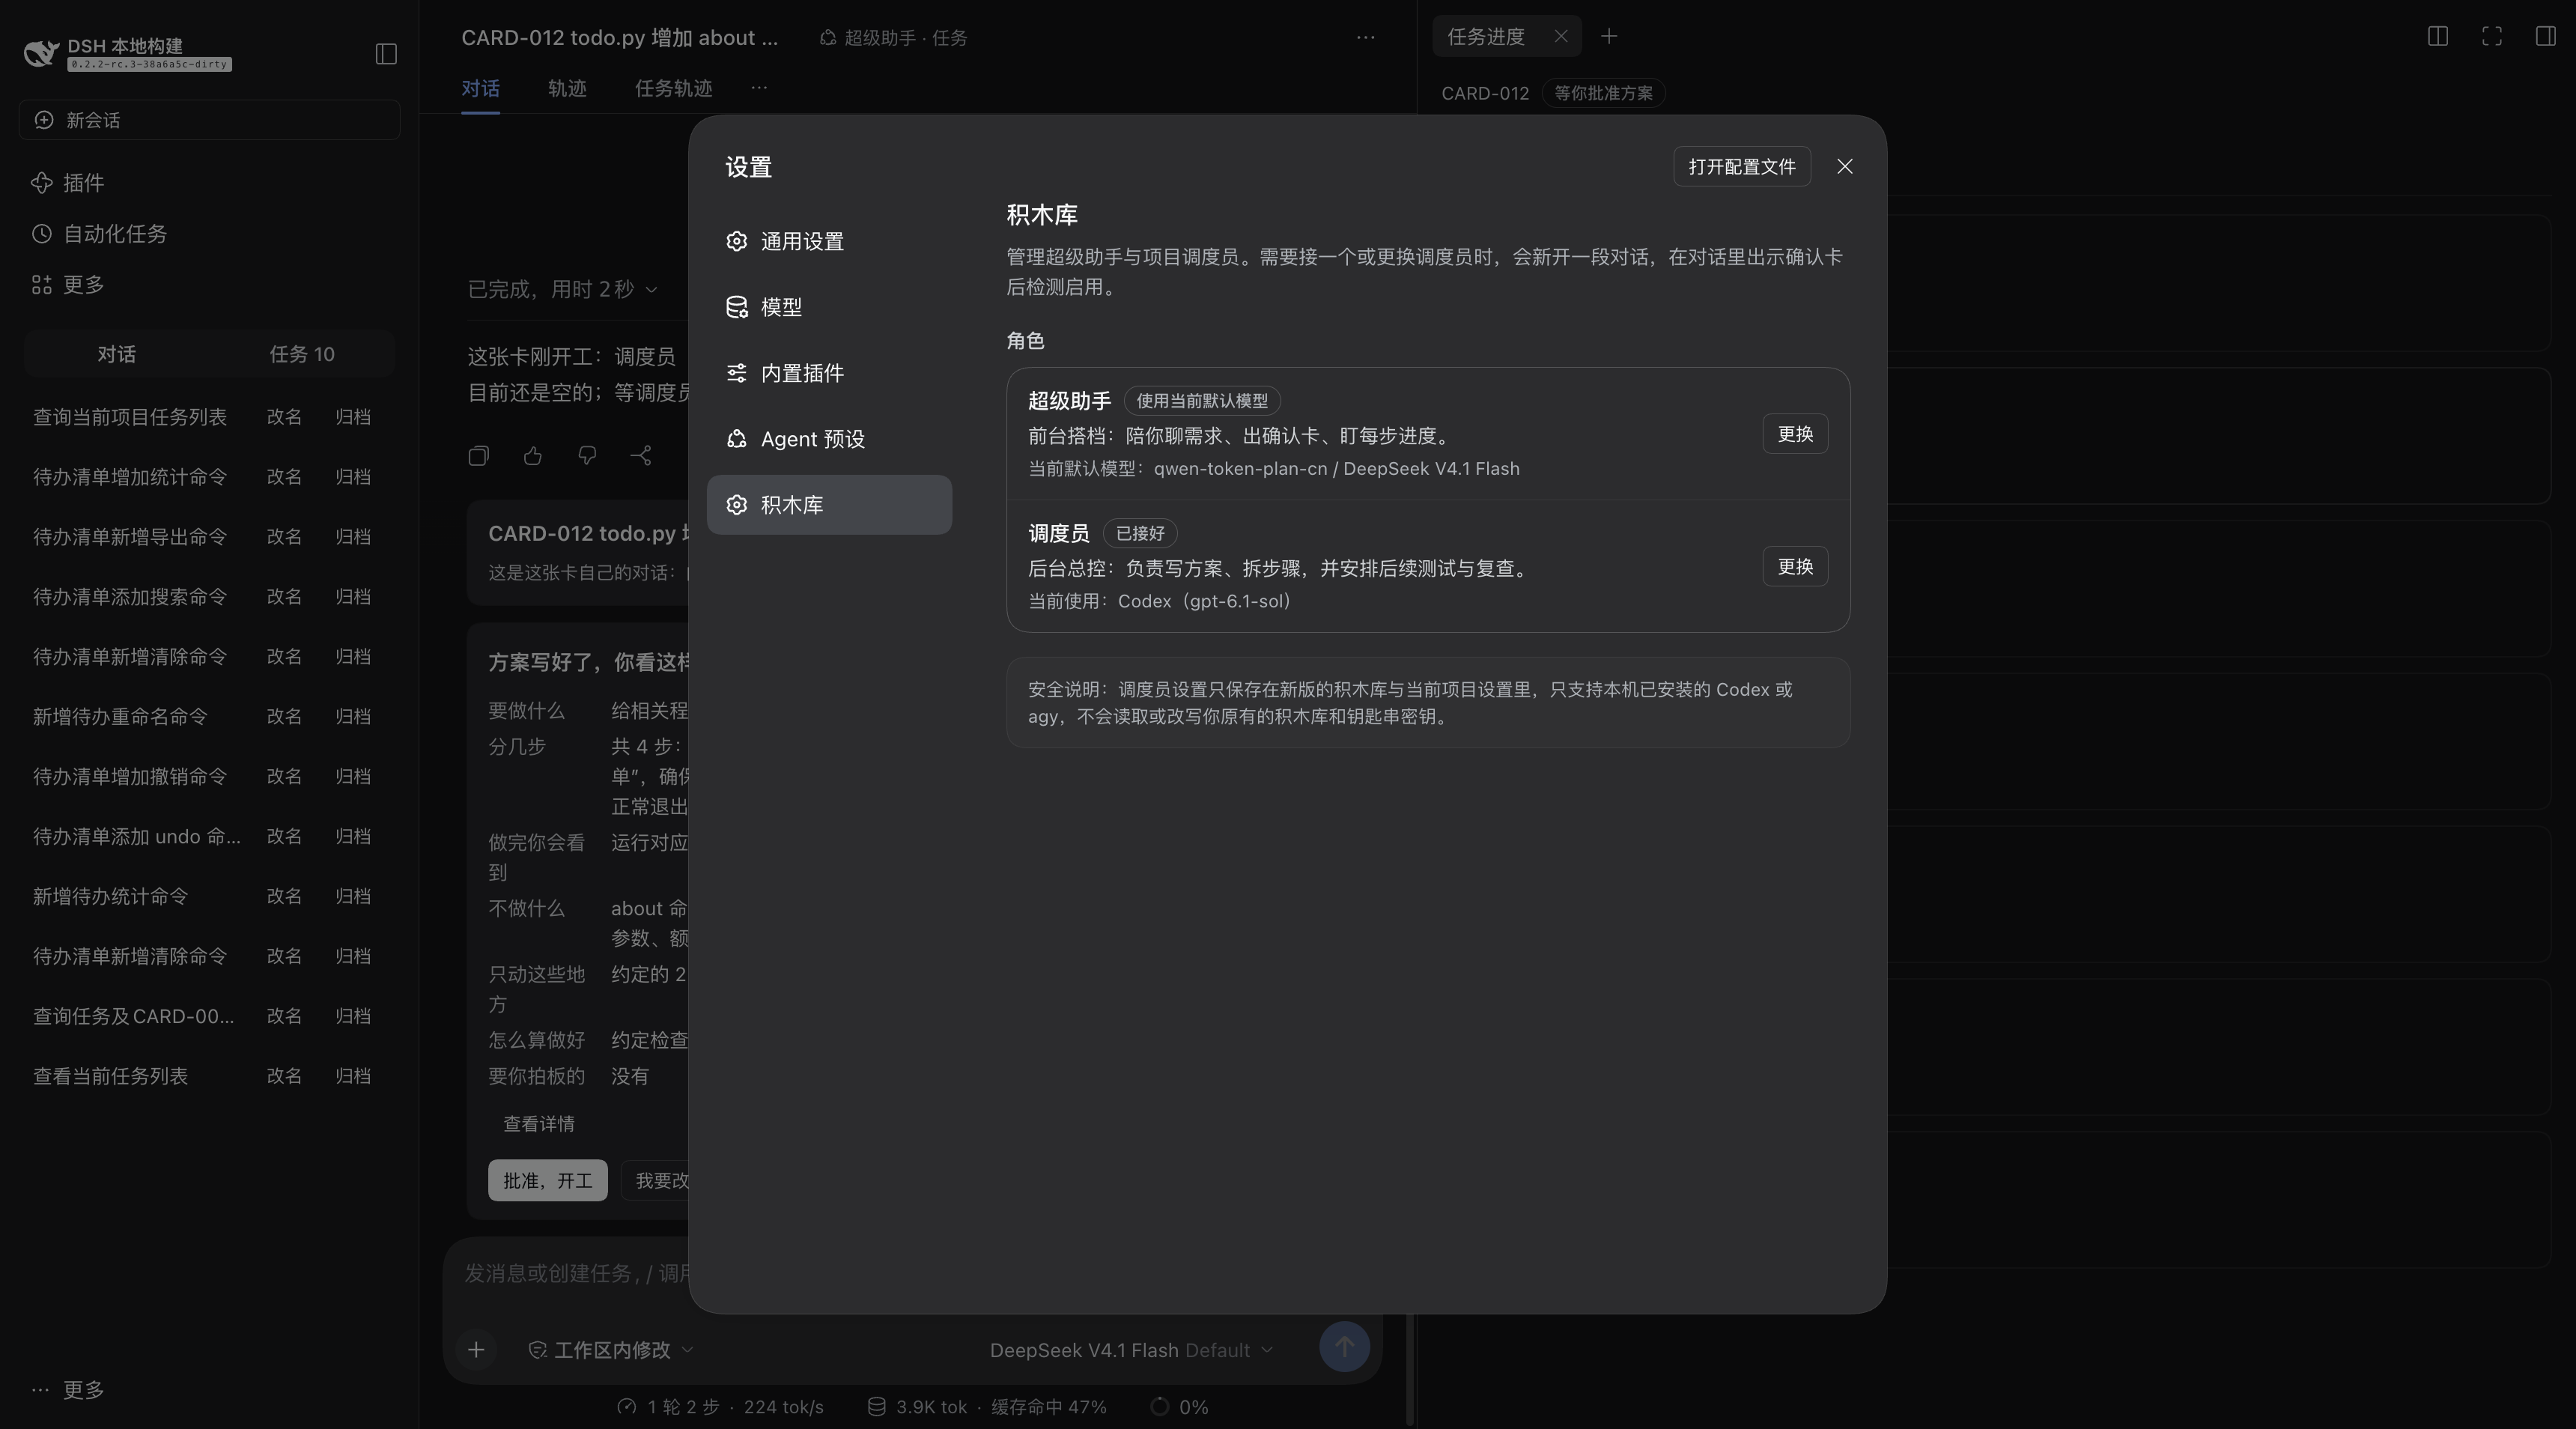 DSH 本地构建
0.2.2-rc.3-38a6a5c-dirty
新会话
插件
自动化任务
更多
对话
任务 10
查询当前项目任务列表 改名 归档
待办清单增加统计命令 改名 归档
待办清单新增导出命令 改名 归档
待办清单添加搜索命令 改名 归档
待办清单新增清除命令 改名 归档
新增待办重命名命令 改名 归档
待办清单增加撤销命令 改名 归档
待办清单添加 undo 命... 改名 归档
新增待办统计命令 改名 归档
待办清单新增清除命令 改名 归档
查询任务及 CARD-00... 改名 归档
查看当前任务列表 改名 归档
... 更多
CARD-012 todo.py 增加 about ...
超级助手 · 任务
...
对话 轨迹 任务轨迹 ...
已完成，用时 2 秒
这张卡刚开工：调度员
目前还是空的；等调度员
CARD-012 todo.py
这是这张卡自己的对话：
方案写好了，你看这样
要做什么 给相关程
分几步 共 4 步：
单”，确保
正常退出
做完你会看到 运行对应
不做什么 about 命
参数、额
只动这些地方 约定的 2
怎么算做好 约定检查
要你拍板的 没有
查看详情
批准，开工 我要改
发消息或创建任务, / 调用
工作区内修改
DeepSeek V4.1 Flash Default
1 轮 2 步 · 224 tok/s 3.9K tok · 缓存命中 47% 0%
任务进度
CARD-012 等你批准方案
设置
打开配置文件
通用设置
模型
内置插件
Agent 预设
积木库
积木库
管理超级助手与项目调度员。需要接一个或更换调度员时，会新开一段对话，在对话里出示确认卡
后检测启用。
角色
超级助手 使用当前默认模型
前台搭档：陪你聊需求、出确认卡、盯每步进度。
当前默认模型：qwen-token-plan-cn / DeepSeek V4.1 Flash
更换
调度员 已接好
后台总控：负责写方案、拆步骤，并安排后续测试与复查。
当前使用：Codex（gpt-6.1-sol）
更换
安全说明：调度员设置只保存在新版的积木库与当前项目设置里，只支持本机已安装的 Codex 或
agy，不会读取或改写你原有的积木库和钥匙串密钥。